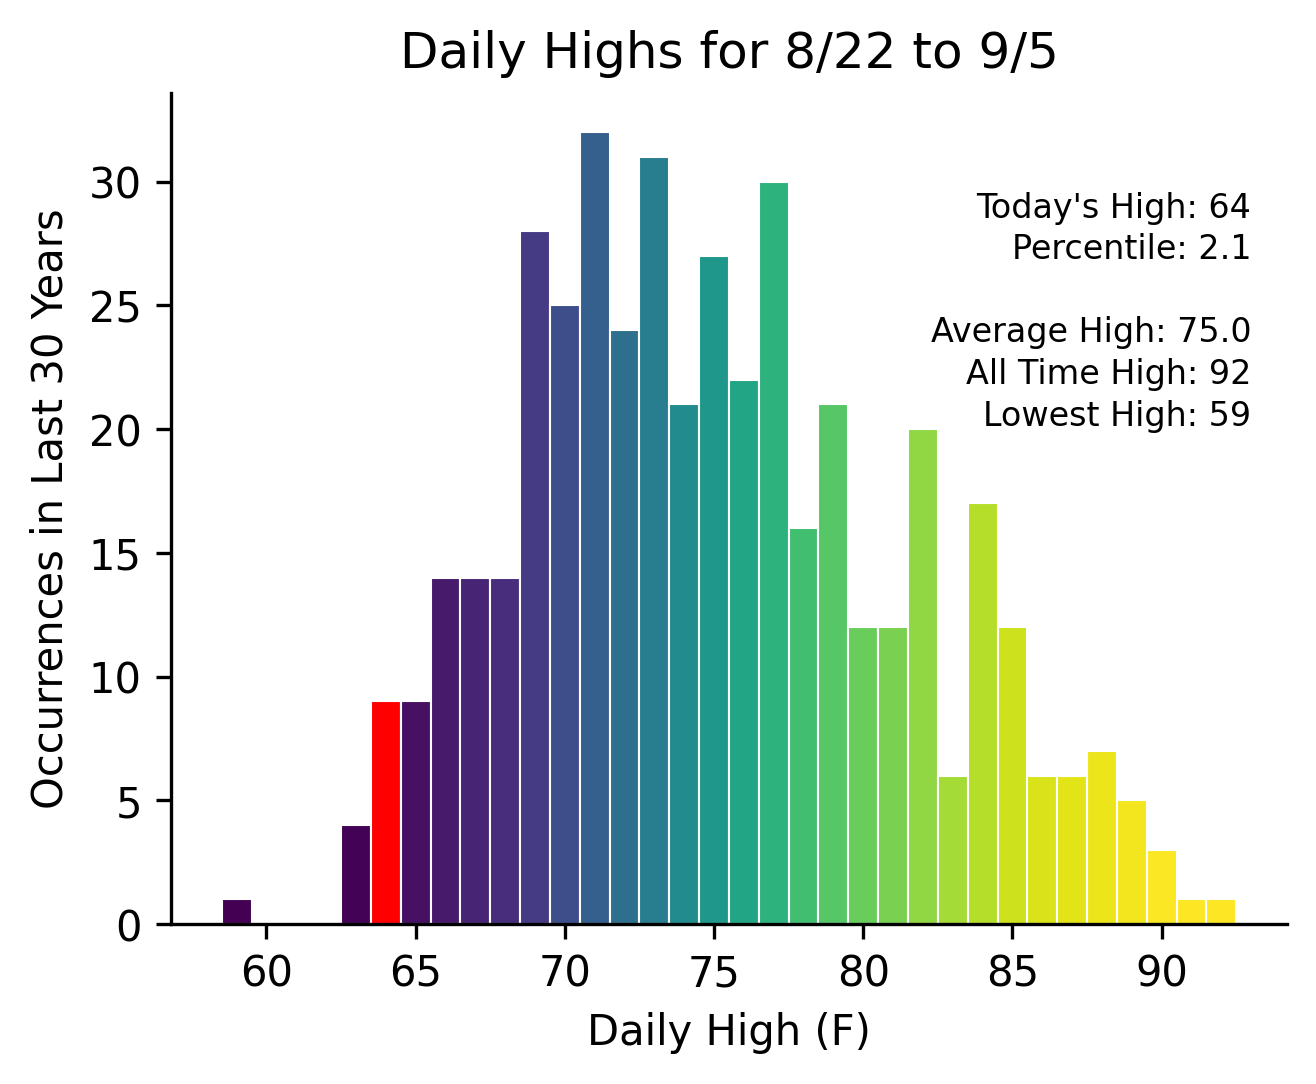 Daily Highs for 8/22 to 9/5
Occurrences in Last 30 Years
30
25
20
15
10
5
0
Today's High: 64
Percentile: 2.1
Average High: 75.0
All Time High: 92
Lowest High: 59
60 65 70 75 80 85 90
Daily High (F)